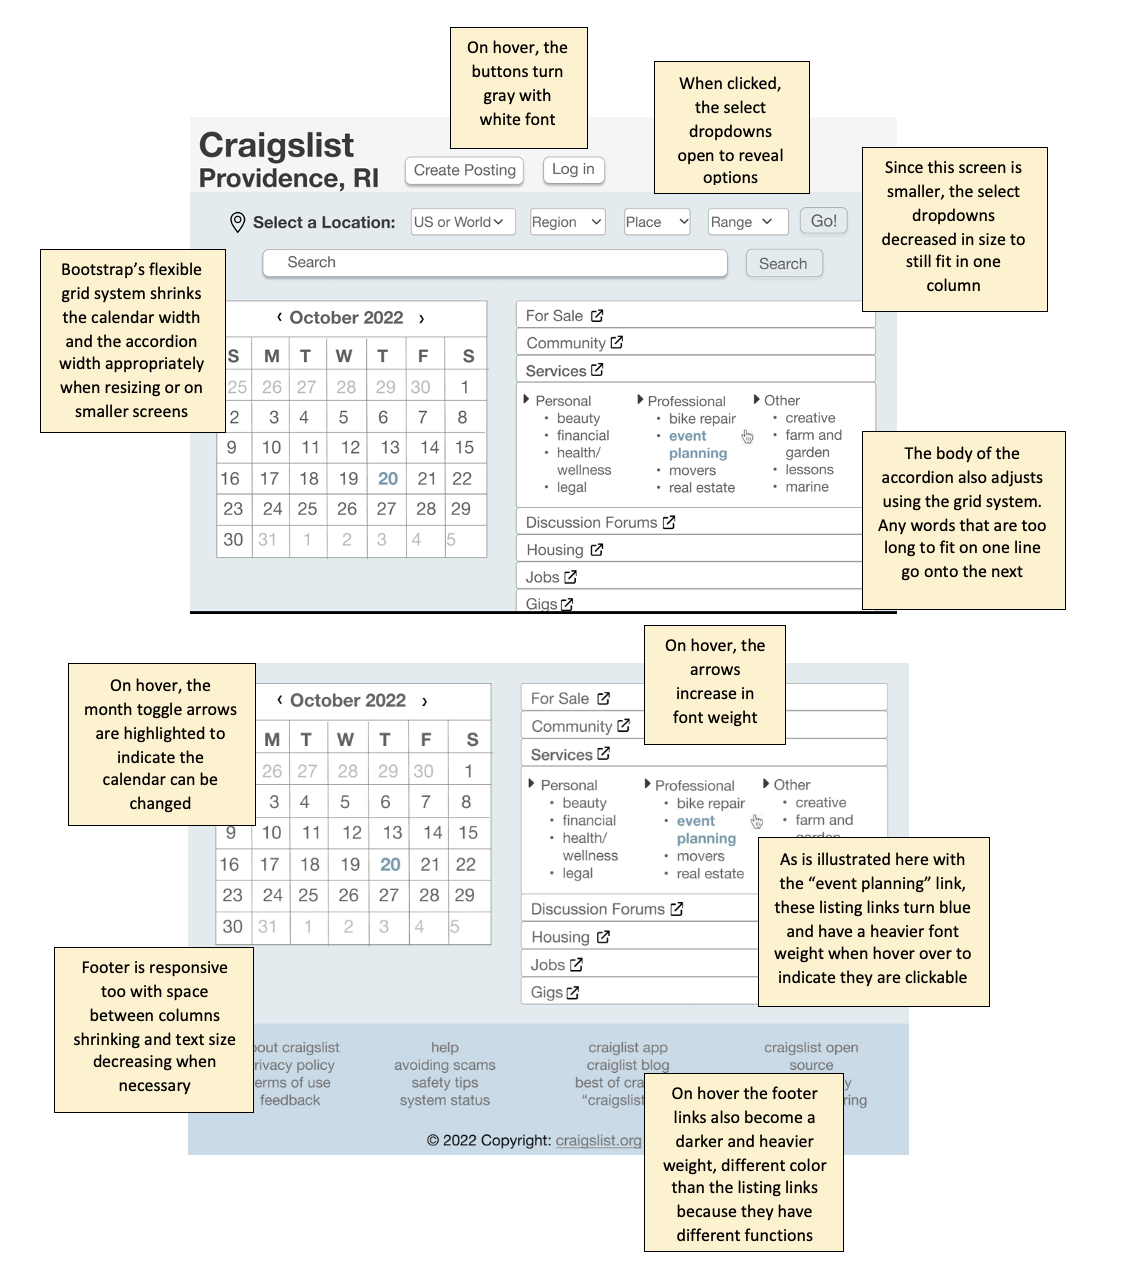 On hover, the
buttons turn
gray with
white font
When clicked,
the select
dropdowns
open to reveal
options
Since this screen is
smaller, the select
dropdowns
decreased in size to
still fit in one
column
Craigslist
Providence, RI
Create Posting
Log in
Select a Location:
US or World
Region
Place
Range
Go!
Search
Search
Bootstrap’s flexible
grid system shrinks
the calendar width
and the accordion
width appropriately
when resizing or on
smaller screens
‹ October 2022 ›
S M T W T F S
25 26 27 28 29 30 1
2 3 4 5 6 7 8
9 10 11 12 13 14 15
16 17 18 19 20 21 22
23 24 25 26 27 28 29
30 31 1 2 3 4 5
For Sale
Community
Services
Personal
• beauty
• financial
• health/
wellness
• legal
Professional
• bike repair
• event
planning
• movers
• real estate
Other
• creative
• farm and
garden
• lessons
• marine
Discussion Forums
Housing
Jobs
Gigs
The body of the
accordion also adjusts
using the grid system.
Any words that are too
long to fit on one line
go onto the next
On hover, the
arrows
increase in
font weight
On hover, the
month toggle arrows
are highlighted to
indicate the
calendar can be
changed
‹ October 2022 ›
M T W T F S
26 27 28 29 30 1
3 4 5 6 7 8
9 10 11 12 13 14 15
16 17 18 19 20 21 22
23 24 25 26 27 28 29
30 31 1 2 3 4 5
For Sale
Community
Services
Personal
• beauty
• financial
• health/
wellness
• legal
Professional
• bike repair
• event
planning
• movers
• real estate
Other
• creative
• farm and
garden
Discussion Forums
Housing
Jobs
Gigs
As is illustrated here with
the “event planning” link,
these listing links turn blue
and have a heavier font
weight when hover over to
indicate they are clickable
Footer is responsive
too with space
between columns
shrinking and text size
decreasing when
necessary
out craigslist
rivacy policy
erms of use
feedback
help
avoiding scams
safety tips
system status
craiglist app
craiglist blog
best of cra
“craigslist
craigslist open
source
y
ring
© 2022 Copyright: craigslist.org
On hover the footer
links also become a
darker and heavier
weight, different color
than the listing links
because they have
different functions